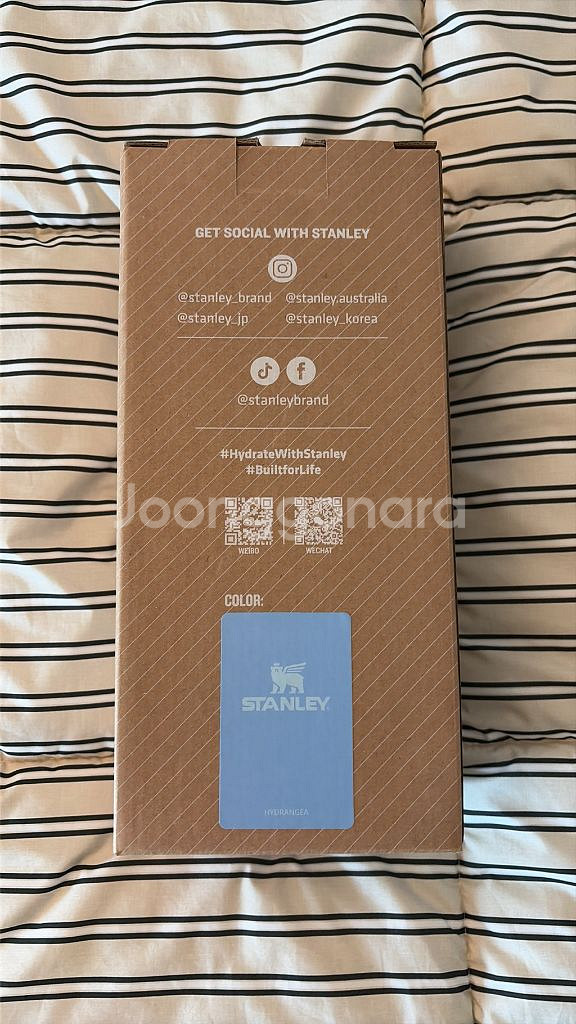 GET SOCIAL WITH STANLEY
@stanley_brand @stanley.australia
@stanley_jp @stanley_korea
@stanleybrand
#HydrateWithStanley
#BuiltforLife
Joongonara
WEIBO WECHAT
COLOR:
STANLEY
HYDRANGEA